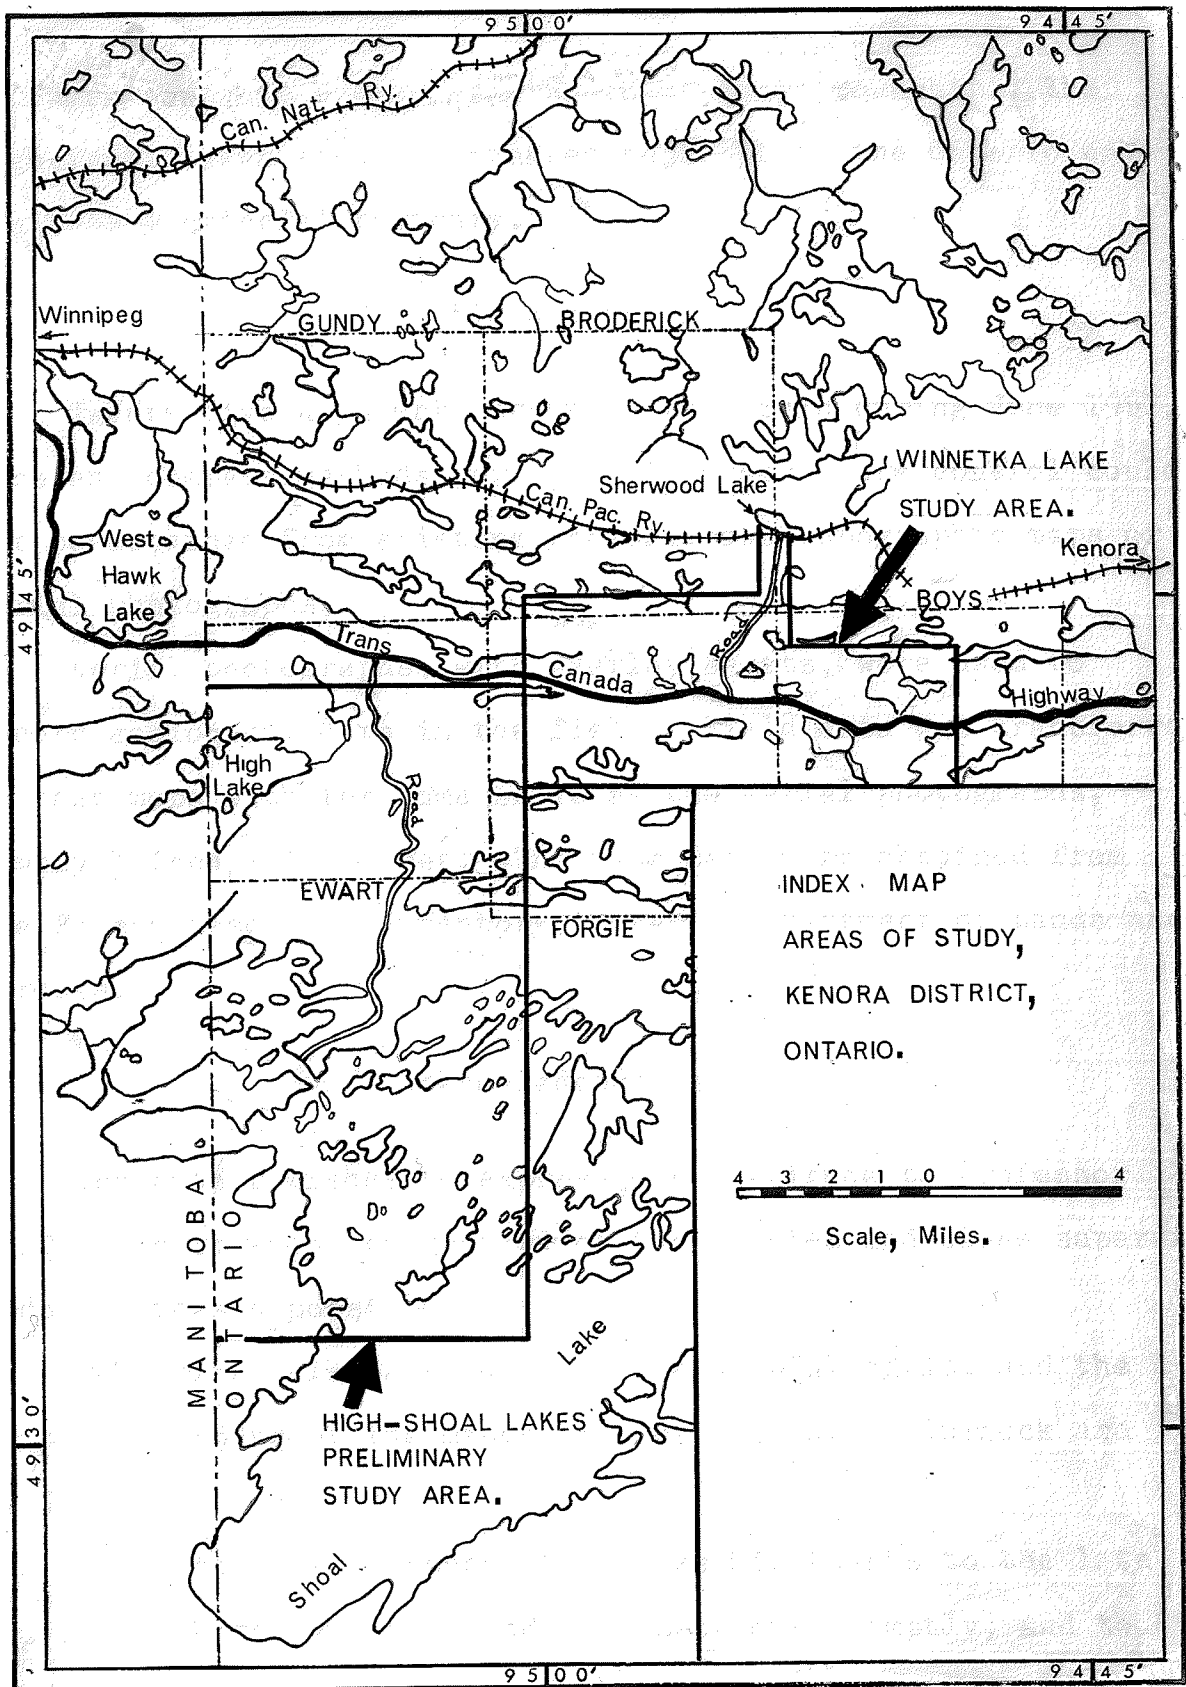 95 00'
94 45'
Can. Nat. Ry.
Winnipeg
GUNDY
BRODERICK
WINNETKA LAKE
STUDY AREA.
Sherwood Lake
Can. Pac. Ry.
Kenora
West
Hawk
Lake
49 45'
BOYS
Trans
Canada
Road
Highway
High
Lake
Road
EWART
FORGIE
INDEX MAP
AREAS OF STUDY,
KENORA DISTRICT,
ONTARIO.
4 3 2 1 0 4
Scale, Miles.
MANITOBA
ONTARIO
Lake
HIGH-SHOAL LAKES
PRELIMINARY
STUDY AREA.
49 30'
Shoal
95 00'
94 45'